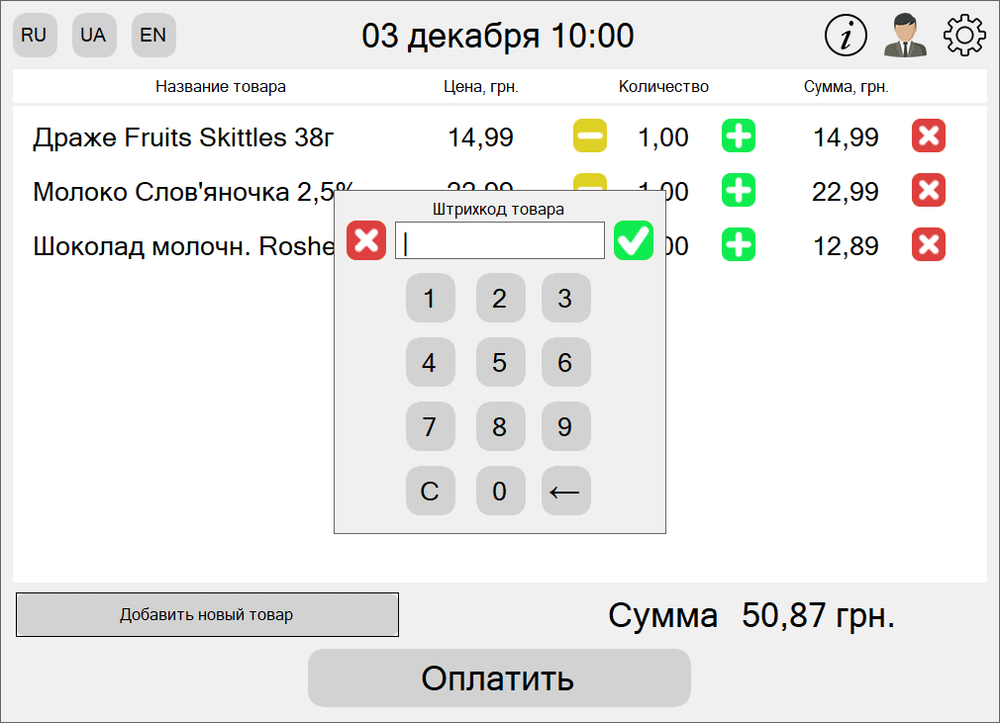 RU UA EN 03 декабря 10:00 i
Название товара Цена, грн. Количество Сумма, грн.
Драже Fruits Skittles 38г 14,99 1,00 14,99
Молоко Слов'яночка 2,5% 22,99 1,00 22,99
Шоколад молочн. Roshe 00 12,89
Штрихкод товара
1 2 3
4 5 6
7 8 9
C 0 ←
Добавить новый товар Сумма 50,87 грн.
Оплатить